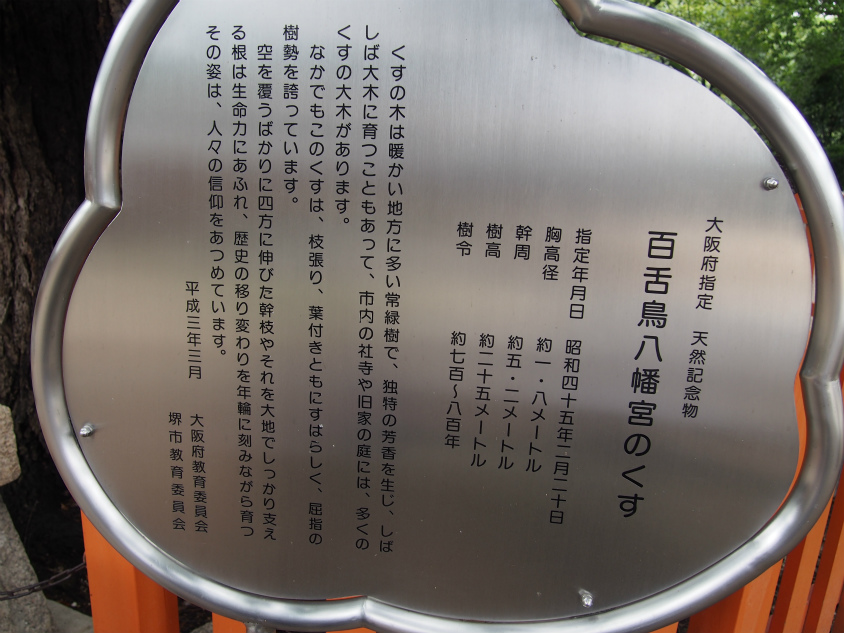 大阪府指定 天然記念物
百舌鳥八幡宮のくす
指定年月日 昭和四十五年二月二十日
胸高径 約一・八メートル
幹周 約五・二メートル
樹高 約二十五メートル
樹令 約七百〜八百年
くすの木は暖かい地方に多い常緑樹で、独特の芳香を生じ、しば
しば大木に育つこともあって、市内の社寺や旧家の庭には、多くの
くすの大木があります。
なかでもこのくすは、枝張り、葉付きともにすばらしく、屈指の
樹勢を誇っています。
空を覆うばかりに四方に伸びた幹枝やそれを大地でしっかり支え
る根は生命力にあふれ、歴史の移り変わりを年輪に刻みながら育つ
その姿は、人々の信仰をあつめています。
平成三年三月
大阪府教育委員会
堺市教育委員会